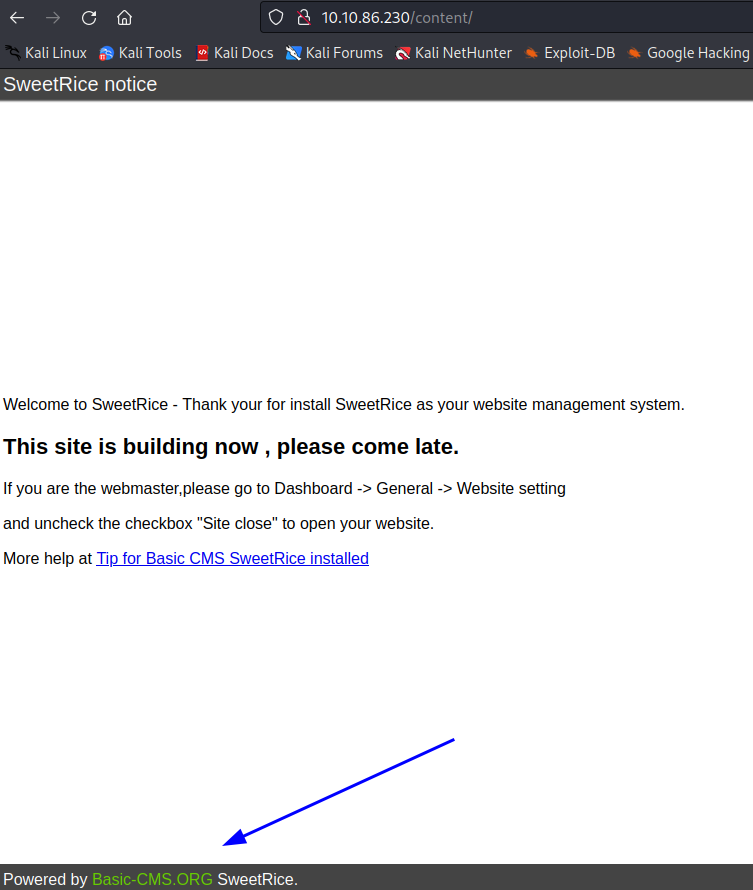 10.10.86.230/content/
Kali Linux Kali Tools Kali Docs Kali Forums Kali NetHunter Exploit-DB Google Hacking
SweetRice notice
Welcome to SweetRice - Thank your for install SweetRice as your website management system.
This site is building now , please come late.
If you are the webmaster,please go to Dashboard -> General -> Website setting
and uncheck the checkbox "Site close" to open your website.
More help at Tip for Basic CMS SweetRice installed
Powered by Basic-CMS.ORG SweetRice.